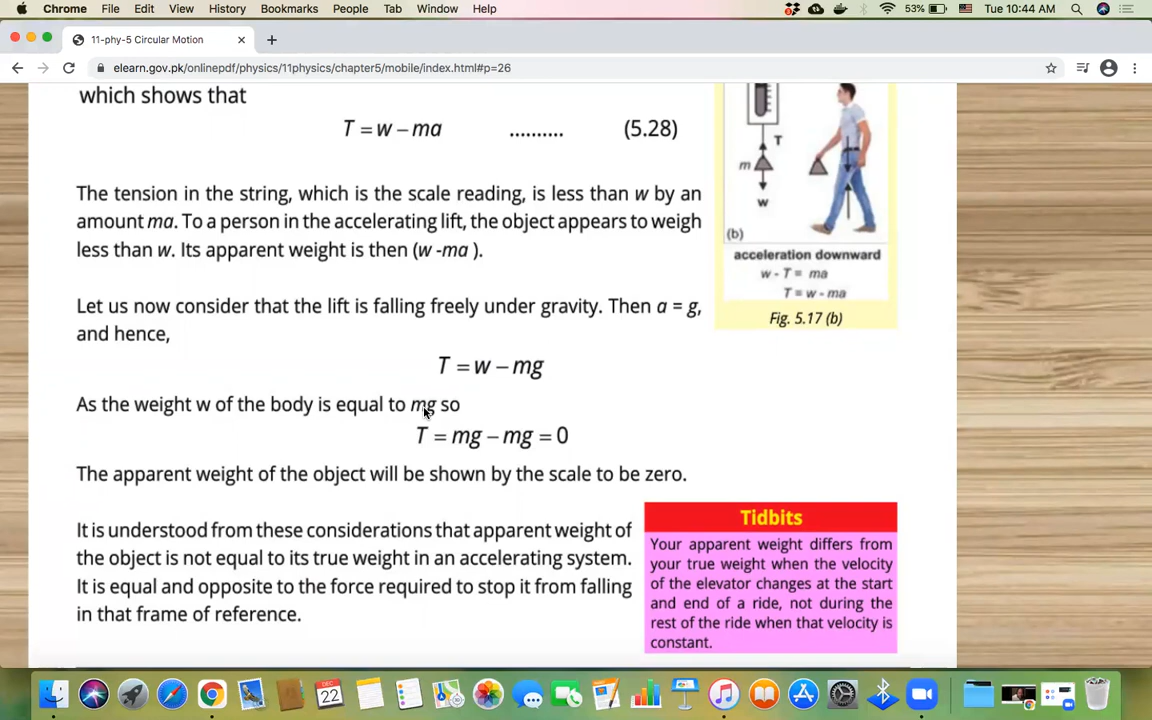 Chrome File Edit View History Bookmarks People Tab Window Help 53% Tue 10:44 AM
11-phy-5 Circular Motion
elearn.gov.pk/onlinepdf/physics/11physics/chapter5/mobile/index.html#p=26
which shows that
T = w – ma .......... (5.28)
The tension in the string, which is the scale reading, is less than w by an
amount ma. To a person in the accelerating lift, the object appears to weigh
less than w. Its apparent weight is then (w -ma ).
Let us now consider that the lift is falling freely under gravity. Then a = g,
and hence,
T = w – mg
As the weight w of the body is equal to mg so
T = mg – mg = 0
The apparent weight of the object will be shown by the scale to be zero.
It is understood from these considerations that apparent weight of
the object is not equal to its true weight in an accelerating system.
It is equal and opposite to the force required to stop it from falling
in that frame of reference.
T
m
w
(b)
acceleration downward
w - T = ma
T = w - ma
Fig. 5.17 (b)
Tidbits
Your apparent weight differs from
your true weight when the velocity
of the elevator changes at the start
and end of a ride, not during the
rest of the ride when that velocity is
constant.
DEC
22